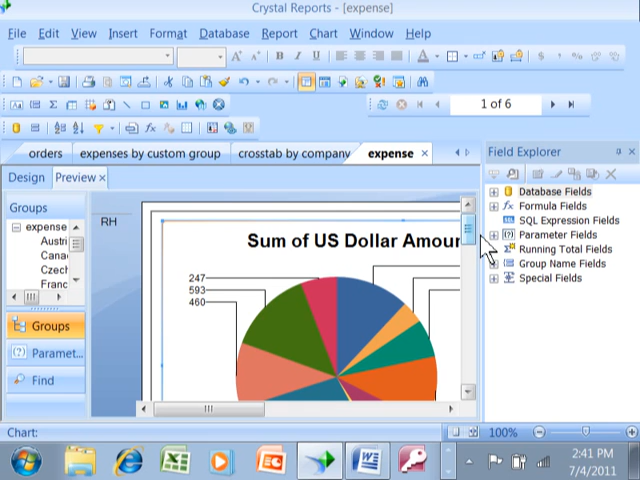 Crystal Reports - [expense]
File Edit View Insert Format Database Report Chart Window Help
1 of 6
orders expenses by custom group crosstab by company expense
Field Explorer
Design Preview
Database Fields
Formula Fields
SQL Expression Fields
Parameter Fields
Running Total Fields
Group Name Fields
Special Fields
Groups
expense
Austri
Cana
Czech
Franc
Groups
Paramet...
Find
RH
Sum of US Dollar Amour
247
593
460
Chart:
100%
2:41 PM
7/4/2011